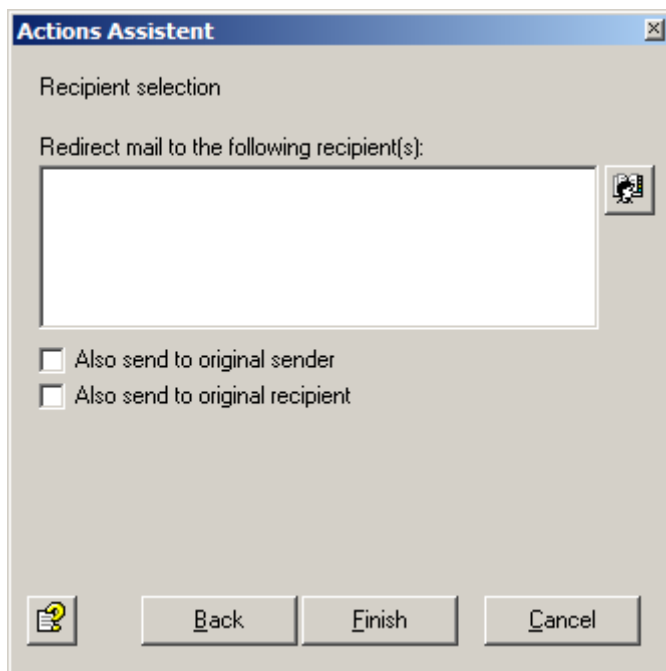 Actions Assistent
Recipient selection
Redirect mail to the following recipient(s):
Also send to original sender
Also send to original recipient
Back Finish Cancel